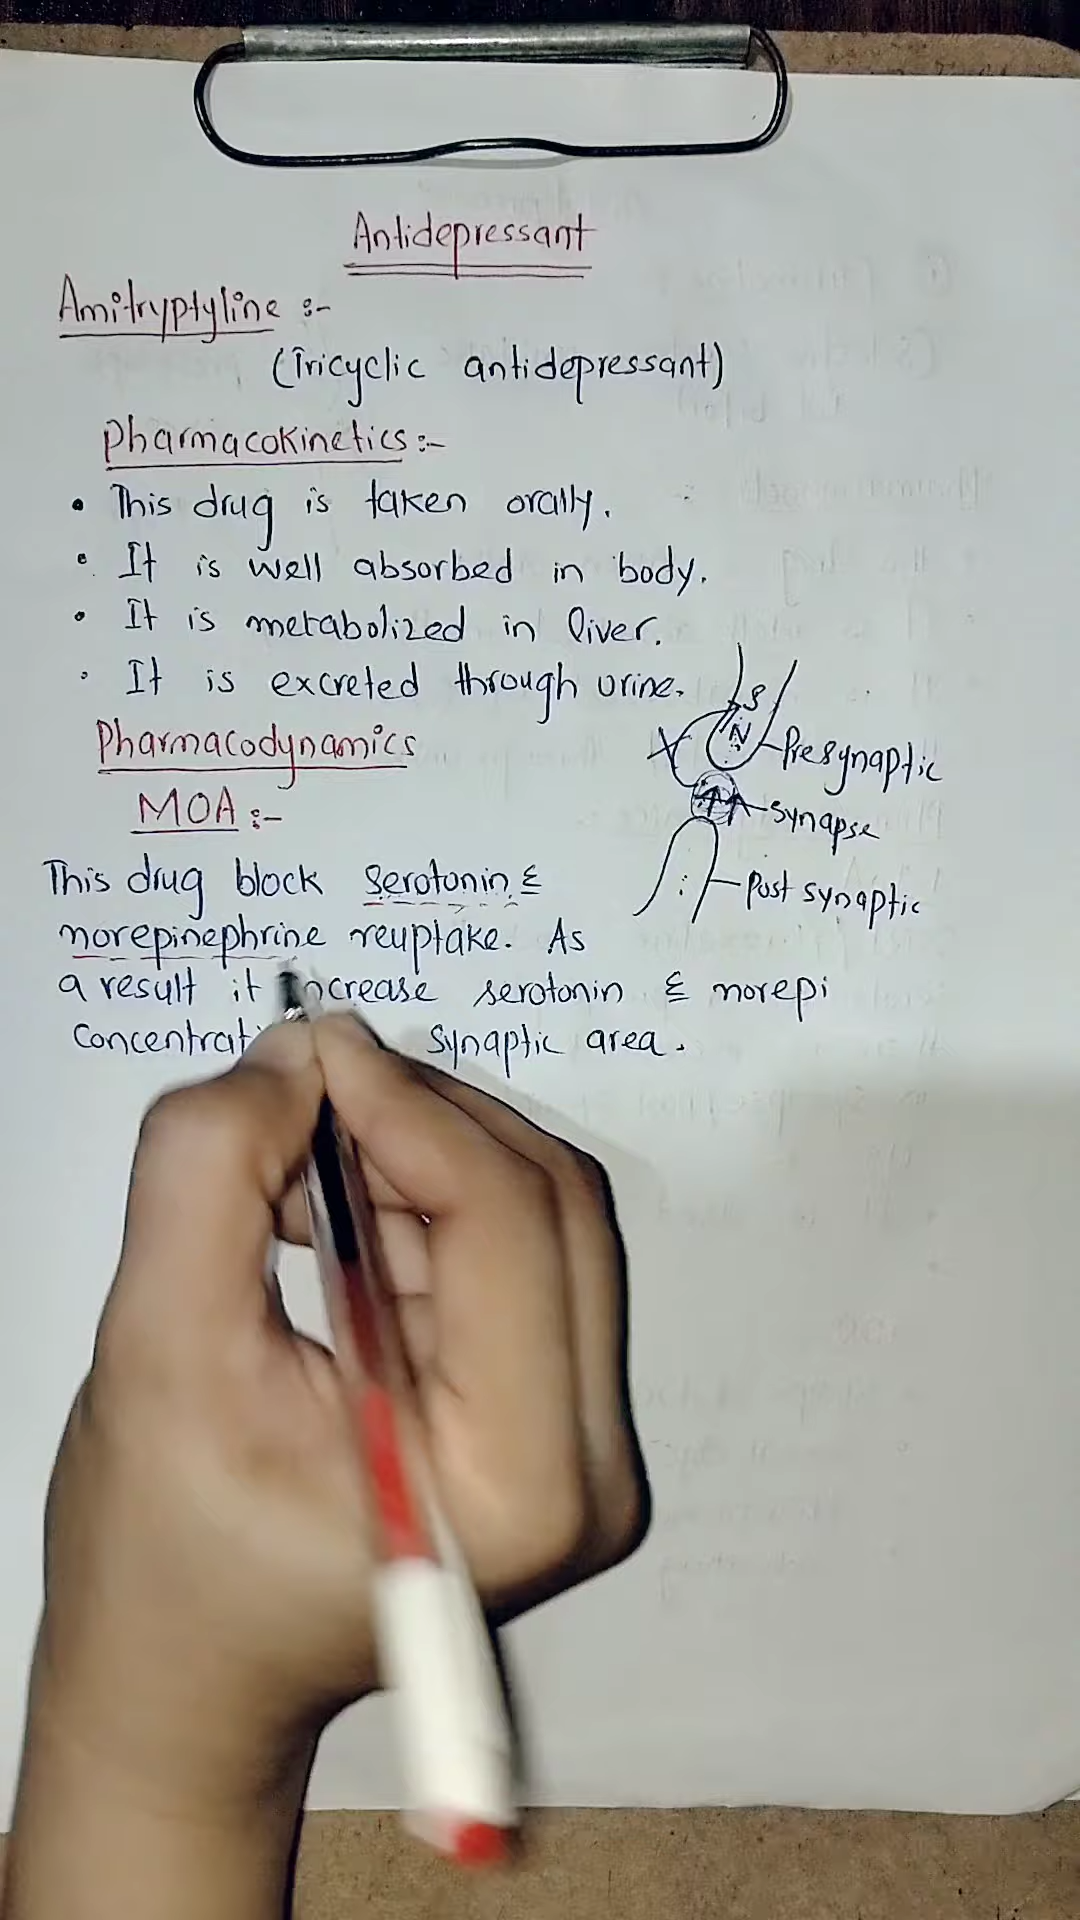 Antidepressant
Amitryptyline :-
(Tricyclic antidepressant)
Pharmacokinetics :-
• This drug is taken orally.
• It is well absorbed in body.
• It is metabolized in liver.
• It is excreted through urine.
S
N
Presynaptic
Synapse
Post synaptic
Pharmacodynamics
MOA :-
This drug block Serotonin &
norepinephrine reuptake. As
a result it increase serotonin & norepi
Concentrati synaptic area.